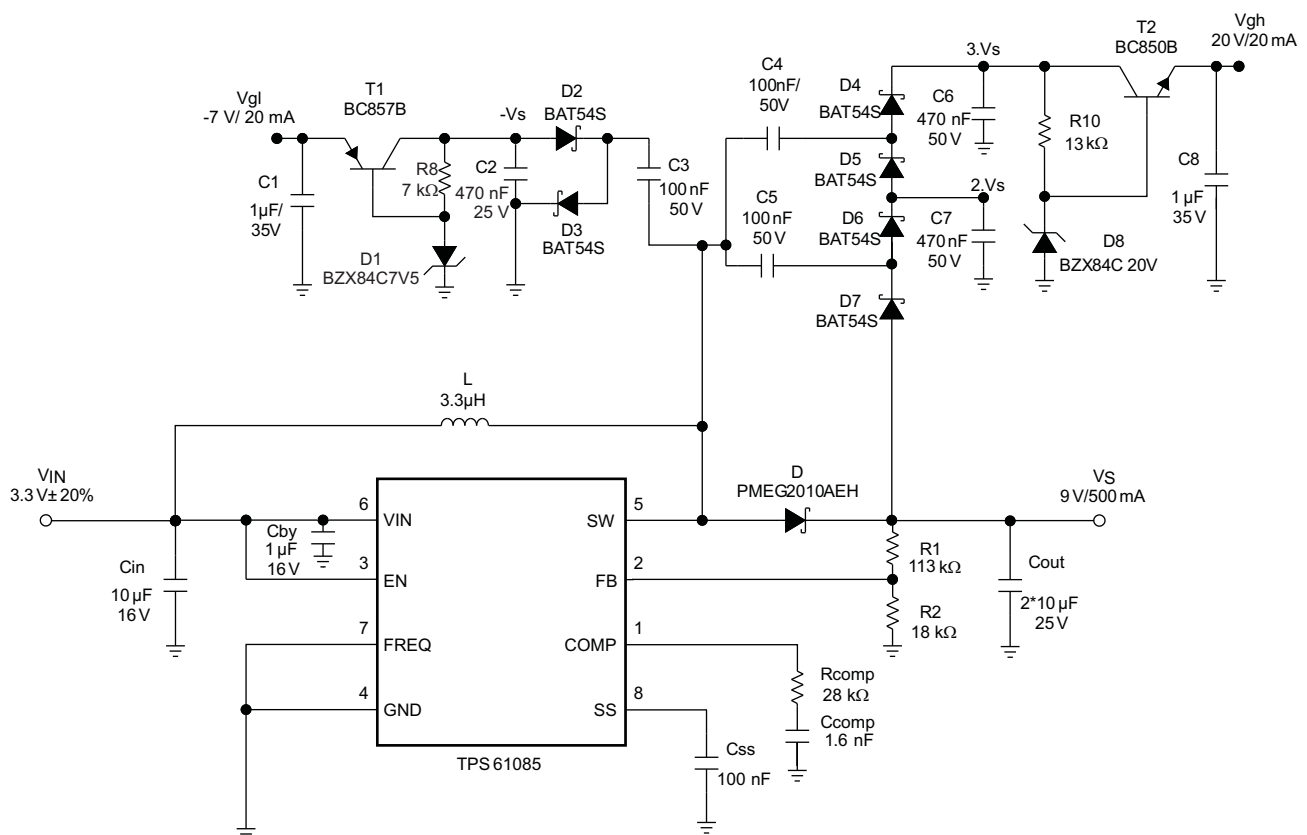 T2
BC850B
Vgh
20 V/20 mA
3.Vs
C4
100nF/
50V
D4
BAT54S
C6
470 nF
50 V
R10
13 kΩ
C8
1 µF
35 V
Vgl
-7 V/ 20 mA
T1
BC857B
-Vs
D2
BAT54S
C1
1µF/
35V
R8
7 kΩ
C2
470 nF
25 V
C3
100 nF
50 V
D3
BAT54S
D5
BAT54S
2.Vs
C5
100 nF
50 V
D6
BAT54S
C7
470 nF
50 V
D8
BZX84C 20V
D1
BZX84C7V5
D7
BAT54S
L
3.3µH
VIN
3.3 V± 20%
D
PMEG2010AEH
VS
9 V/500 mA
6
VIN
SW
5
Cby
1 µF
16 V
3
EN
FB
2
R1
113 kΩ
Cin
10 µF
16 V
Cout
2*10 µF
25 V
R2
18 kΩ
7
FREQ
COMP
1
4
GND
SS
8
Rcomp
28 kΩ
Ccomp
1.6 nF
Css
100 nF
TPS 61085